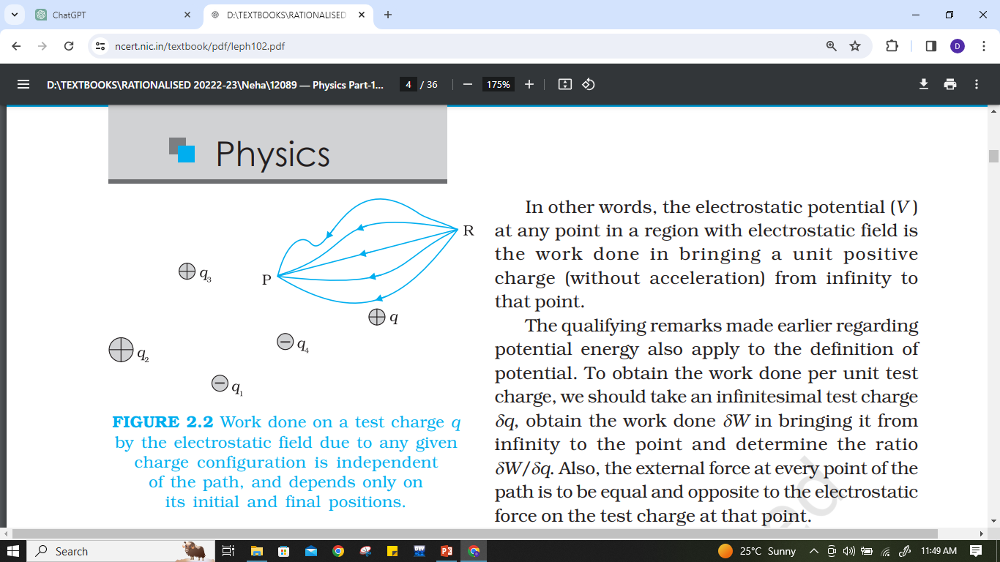 ChatGPT
D:\TEXTBOOKS\RATIONALISED
ncert.nic.in/textbook/pdf/leph102.pdf
D
D:\TEXTBOOKS\RATIONALISED 20222-23\Neha\12089 — Physics Part-1...
4 / 36
175%
Physics
R
P
q3
q
q4
q2
q1
FIGURE 2.2 Work done on a test charge q
by the electrostatic field due to any given
charge configuration is independent
of the path, and depends only on
its initial and final positions.
In other words, the electrostatic potential (V)
at any point in a region with electrostatic field is
the work done in bringing a unit positive
charge (without acceleration) from infinity to
that point.
The qualifying remarks made earlier regarding
potential energy also apply to the definition of
potential. To obtain the work done per unit test
charge, we should take an infinitesimal test charge
δq, obtain the work done δW in bringing it from
infinity to the point and determine the ratio
δW/δq. Also, the external force at every point of the
path is to be equal and opposite to the electrostatic
force on the test charge at that point.
Search
25°C Sunny
11:49 AM